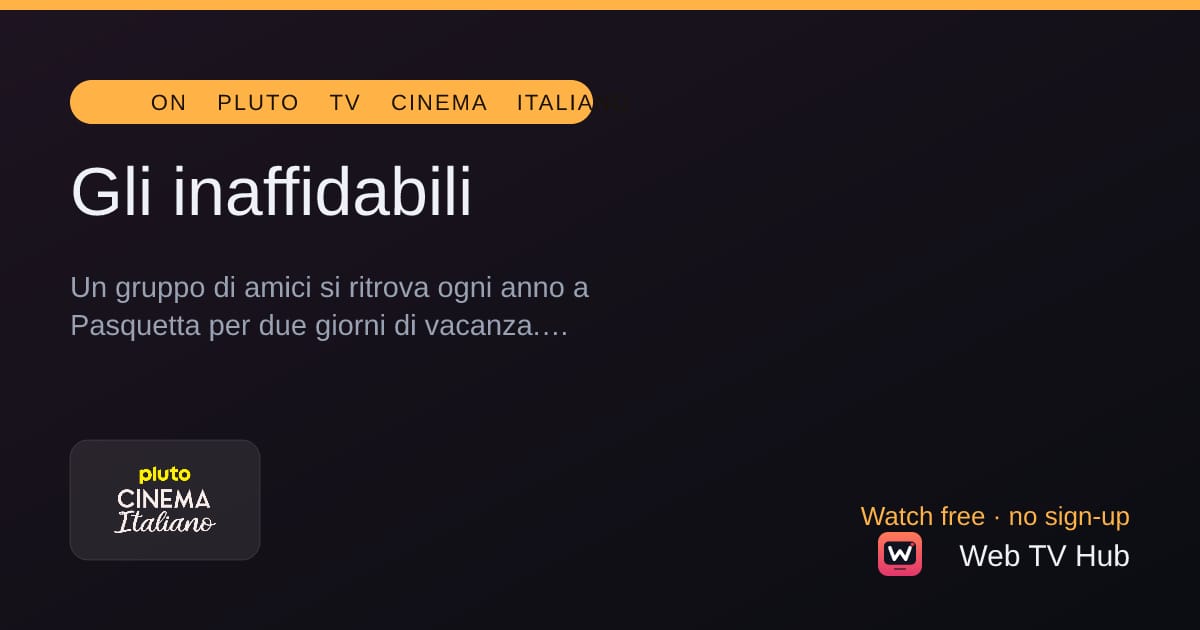 ON PLUTO TV CINEMA ITALIA
Gli inaffidabili
Un gruppo di amici si ritrova ogni anno a
Pasquetta per due giorni di vacanza....
pluto
CINEMA
Italiano
Watch free · no sign-up
W
Web TV Hub